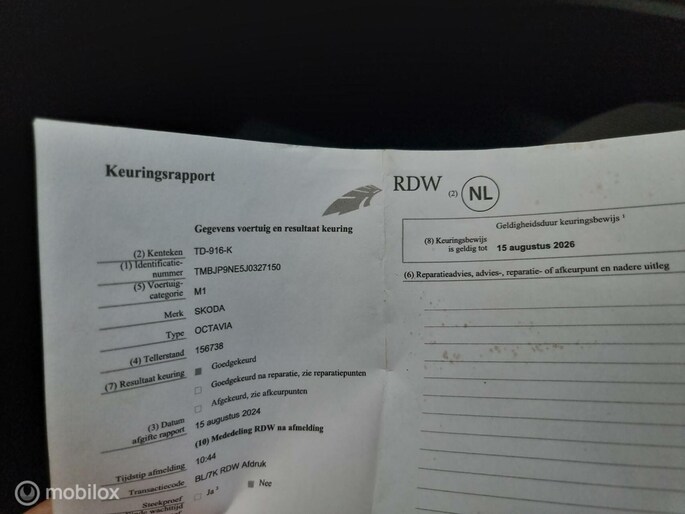 Keuringsrapport
Gegevens voertuig en resultaat keuring
(2) Kenteken TD-916-K
(1) Identificatie-
nummer TMBJP9NE5J0327150
(5) Voertuig-
categorie M1
Merk SKODA
Type OCTAVIA
(4) Tellerstand 156738
(7) Resultaat keuring Goedgekeurd
Goedgekeurd na reparatie, zie reparatiepunten
Afgekeurd, zie afkeurpunten
(3) Datum
afgifte rapport 15 augustus 2024
(10) Mededeling RDW na afmelding
Tijdstip afmelding 10:44
Transactiecode BL/7K RDW Afdruk
Steekproef Ja ³ Nee
wachttijd
RDW (2) NL
Geldigheidsduur keuringsbewijs ¹
(8) Keuringsbewijs
is geldig tot 15 augustus 2026
(6) Reparatieadvies, advies-, reparatie- of afkeurpunt en nadere uitleg
mobilox